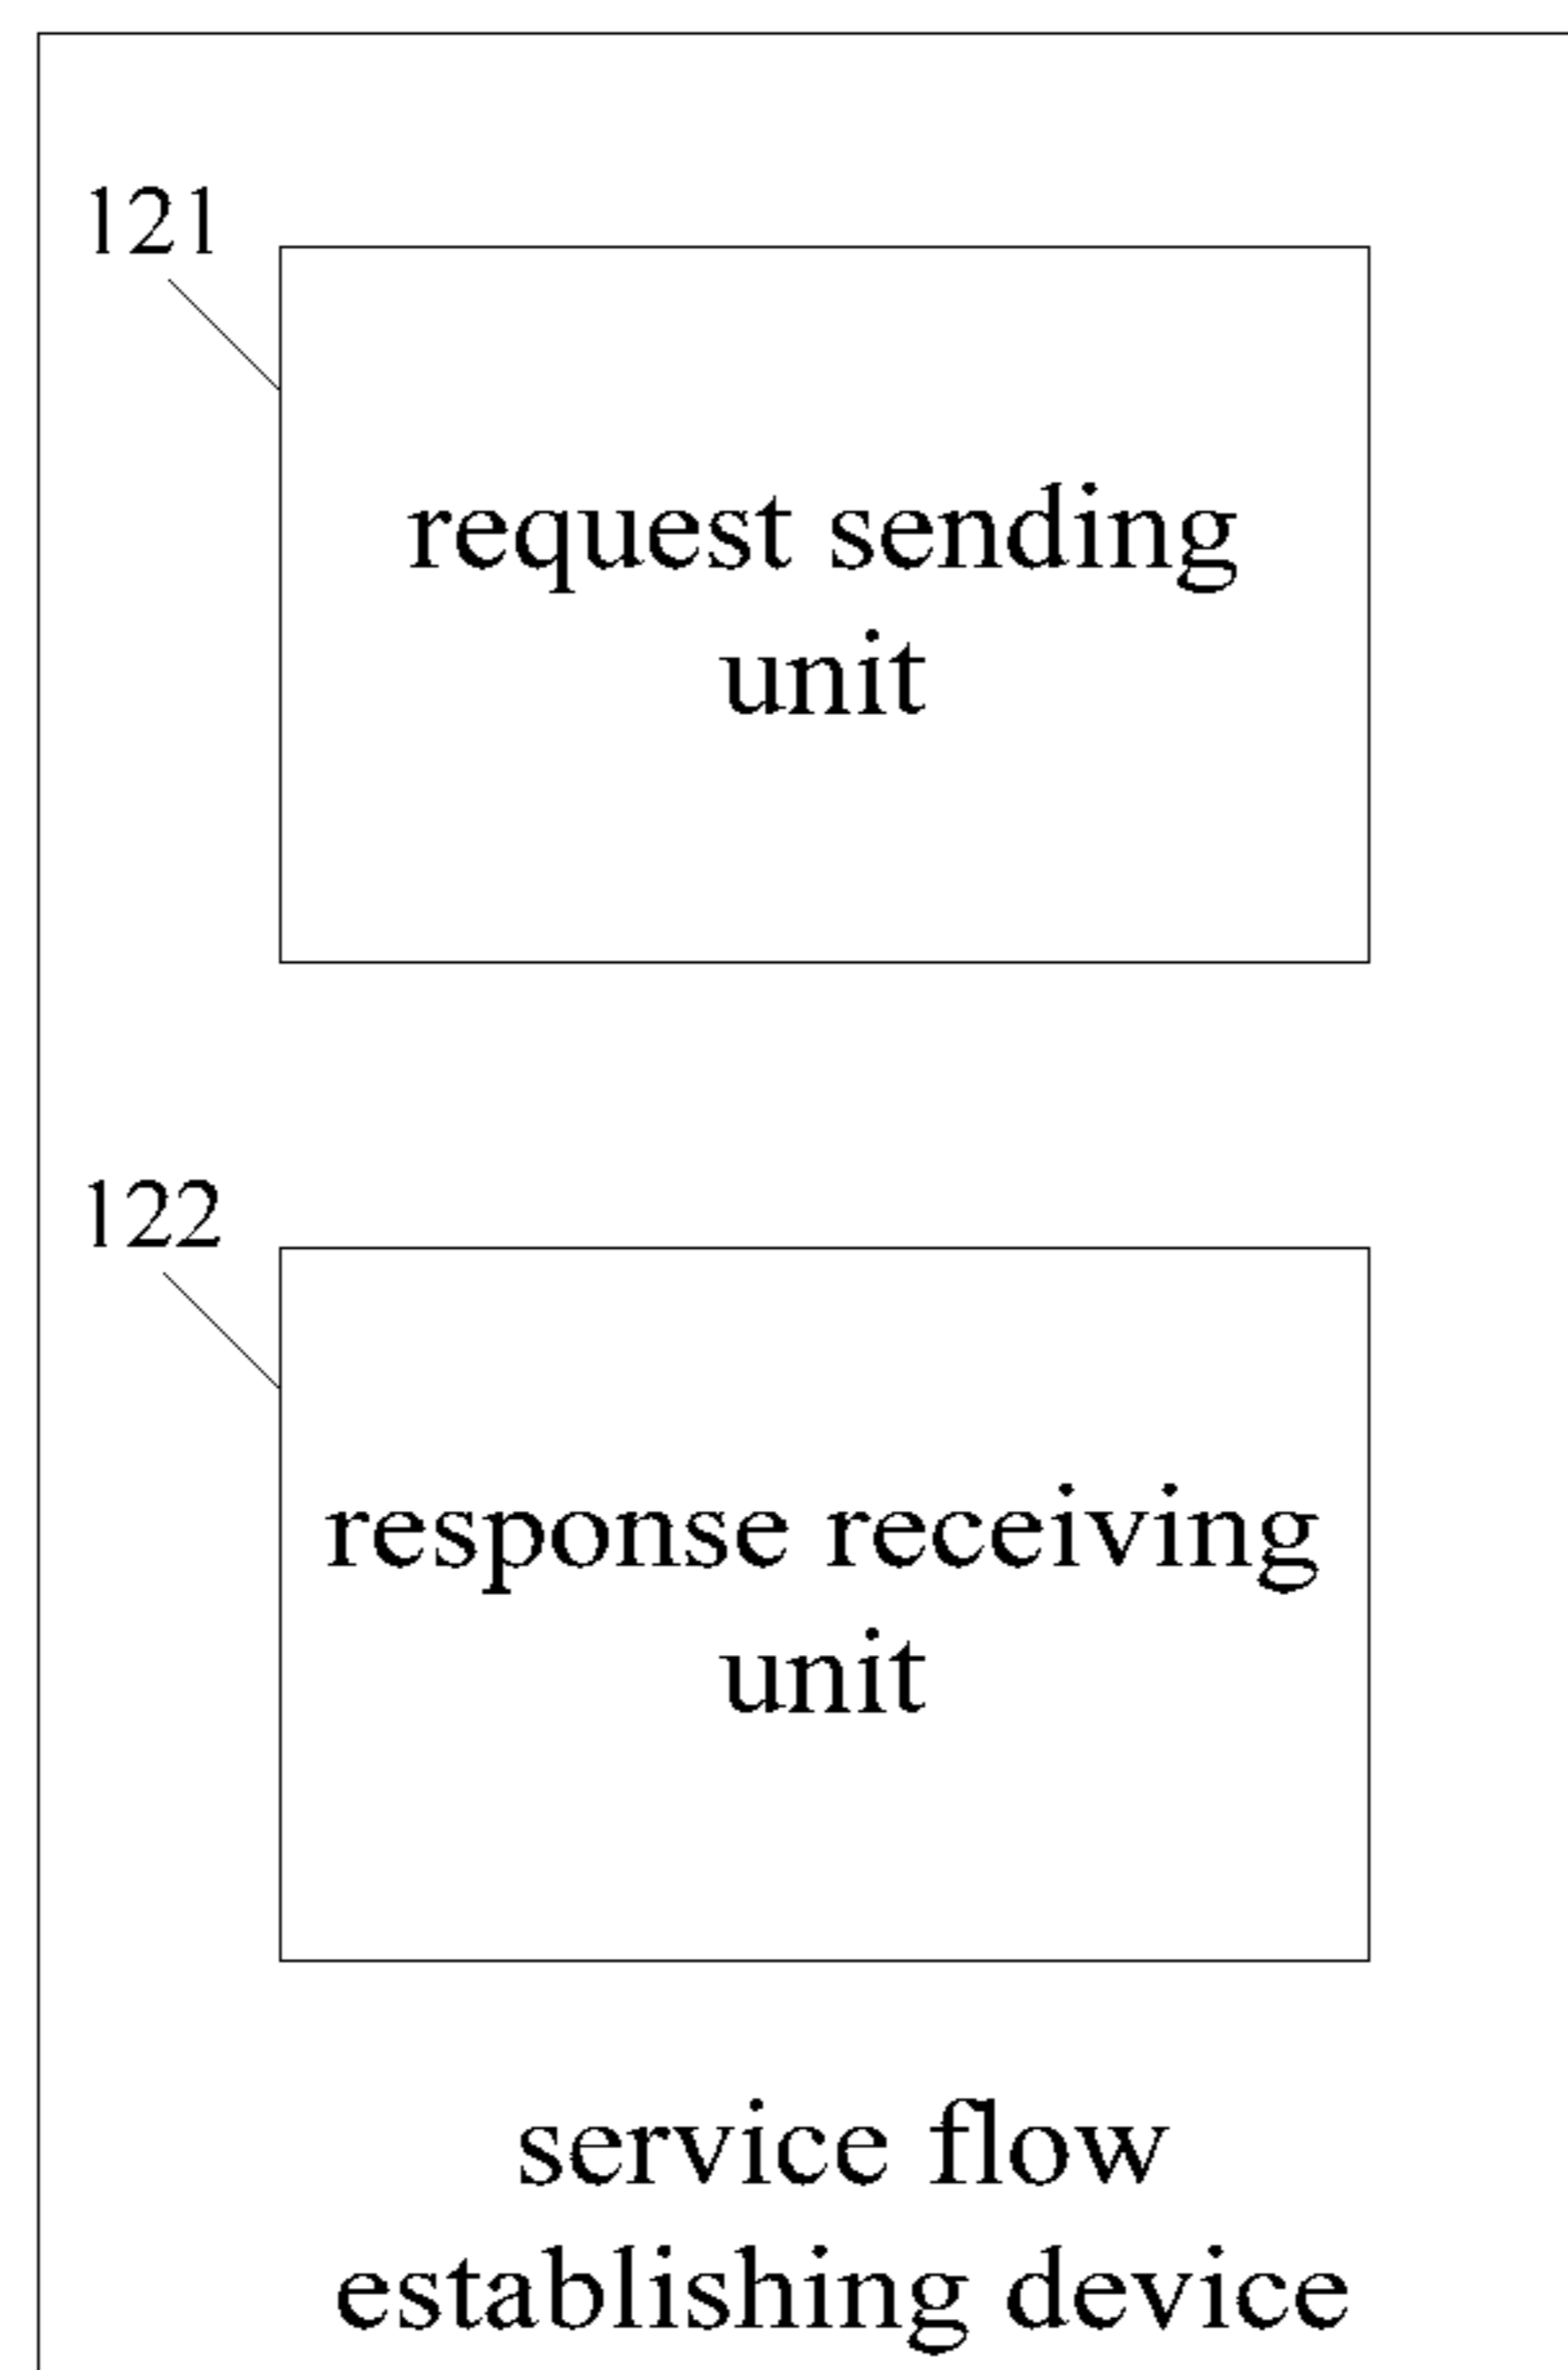 121
request sending
unit
122
response receiving
unit
service flow
establishing device